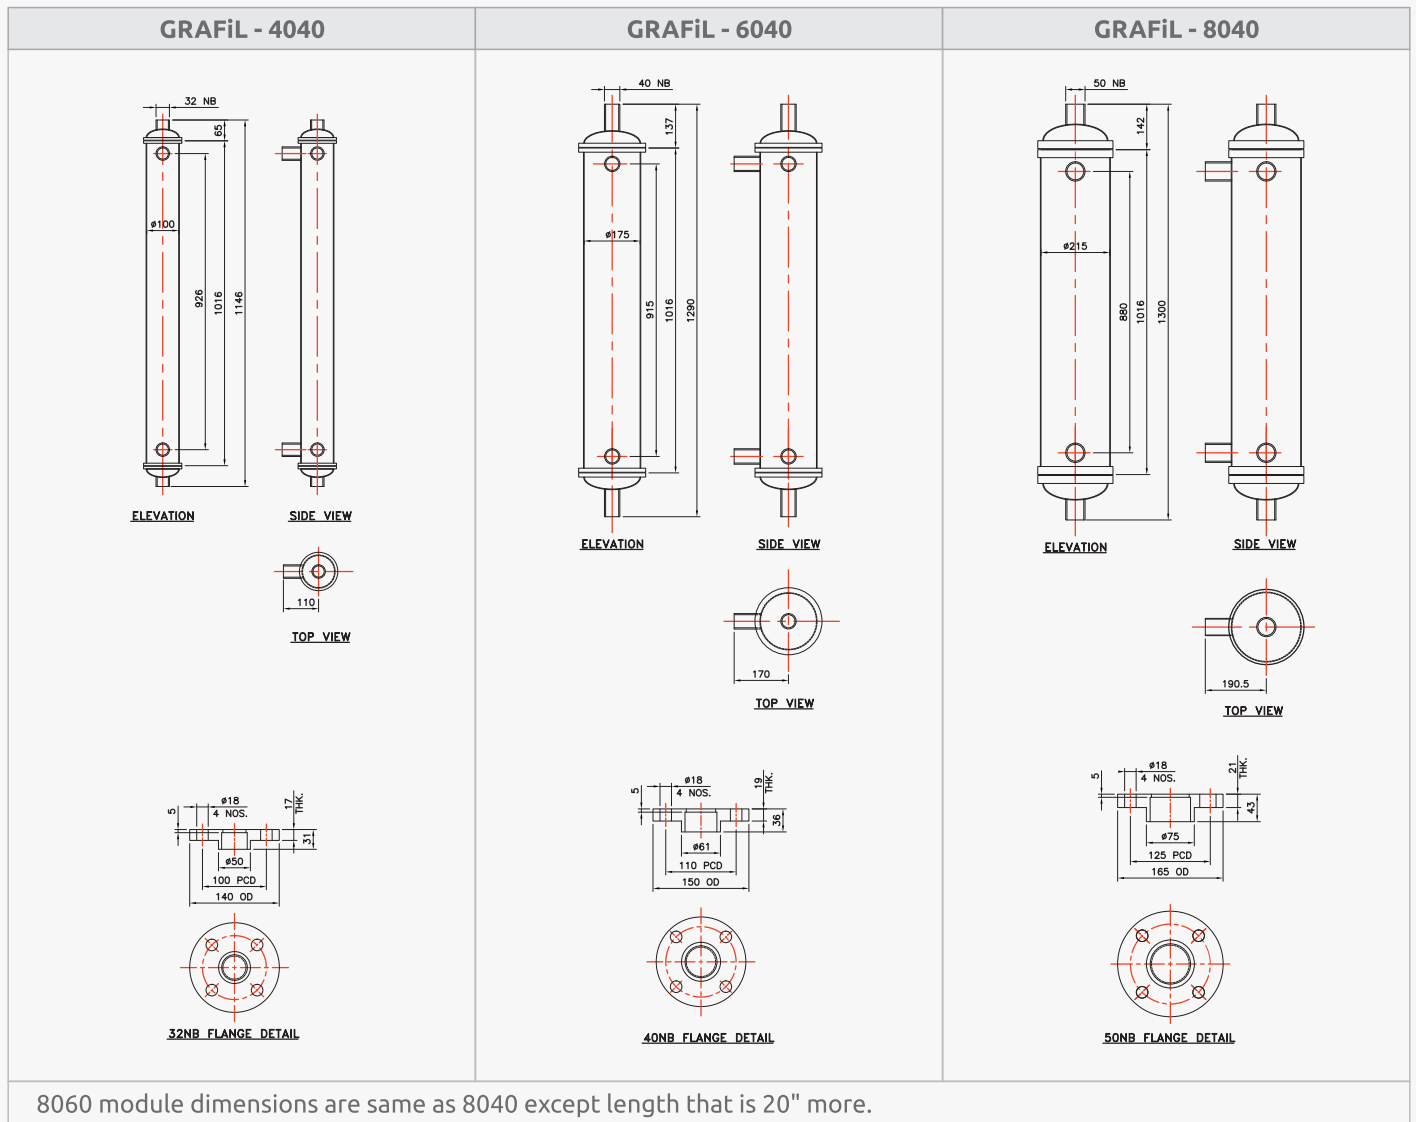 GRAFiL - 4040
GRAFiL - 6040
GRAFiL - 8040
32 NB
65
ø100
926
1016
1146
ELEVATION
SIDE VIEW
110
TOP VIEW
5
ø18
4 NOS.
17
THK.
31
ø50
100 PCD
140 OD
32NB FLANGE DETAIL
40 NB
137
ø175
915
1016
1290
ELEVATION
SIDE VIEW
170
TOP VIEW
5
ø18
4 NOS.
19
THK.
36
ø61
110 PCD
150 OD
40NB FLANGE DETAIL
50 NB
142
ø215
880
1016
1300
ELEVATION
SIDE VIEW
190.5
TOP VIEW
5
ø18
4 NOS.
21
THK.
43
ø75
125 PCD
165 OD
50NB FLANGE DETAIL
8060 module dimensions are same as 8040 except length that is 20" more.